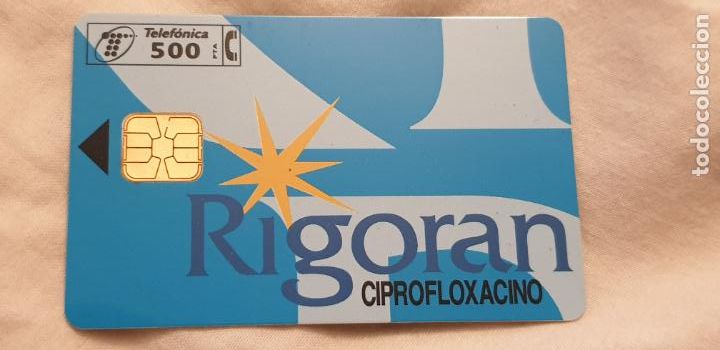 Telefónica
500 PTA
Rigoran
CIPROFLOXACINO
todocoleccion